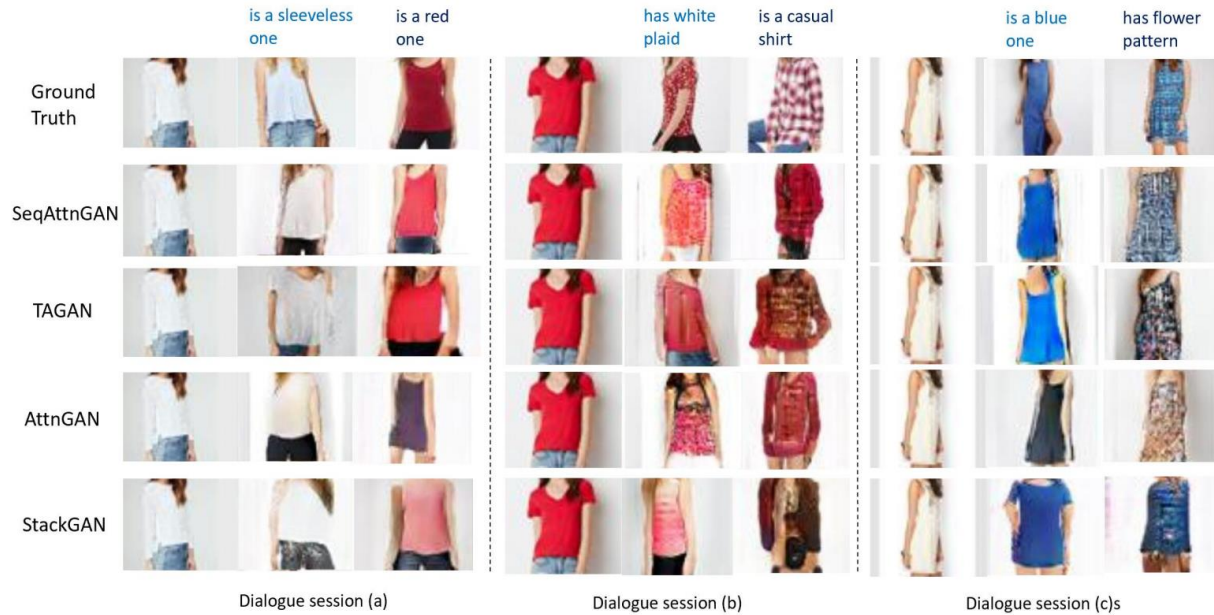 is a sleeveless
one
is a red
one
has white
plaid
is a casual
shirt
is a blue
one
has flower
pattern
Ground
Truth
SeqAttnGAN
TAGAN
AttnGAN
StackGAN
Dialogue session (a)
Dialogue session (b)
Dialogue session (c)s